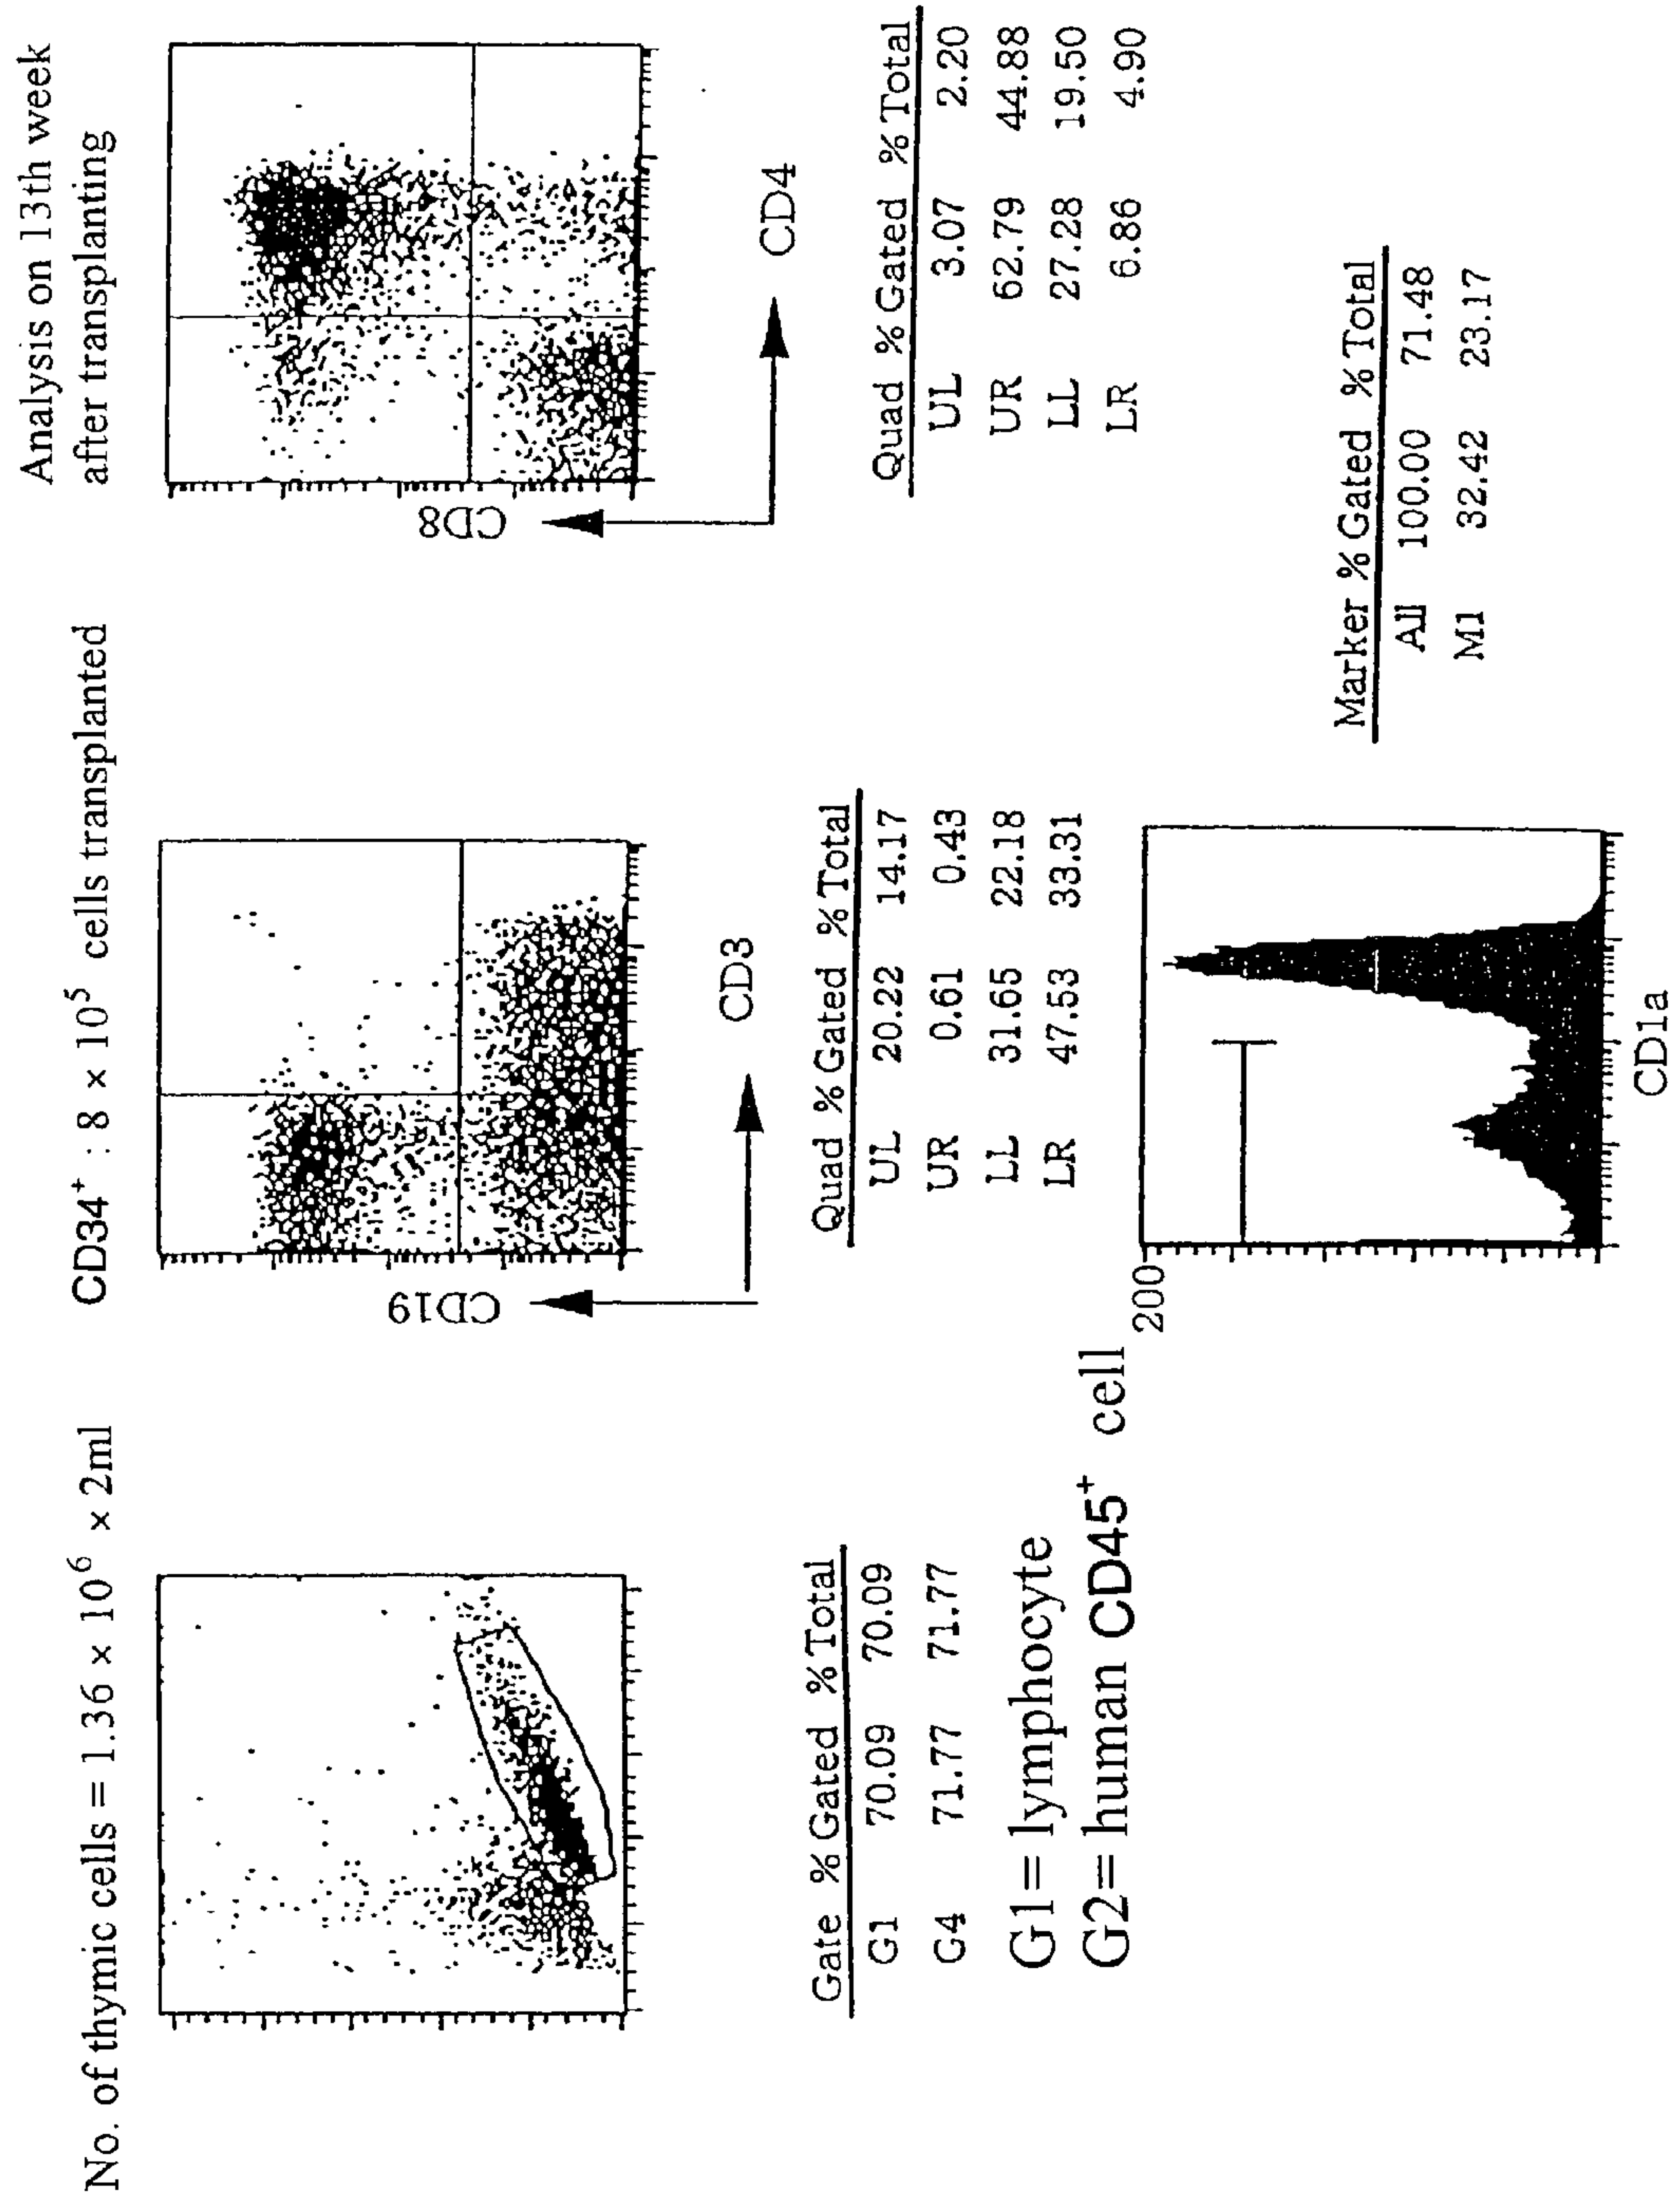 No. of thymic cells = 1.36 × 10⁶ × 2ml
CD34⁺ : 8 × 10⁵ cells transplanted
Analysis on 13th week
after transplanting
Gate % Gated % Total
G1 70.09 70.09
G4 71.77 71.77
G1= lymphocyte
G2= human CD45⁺ cell
CD19
CD3
Quad % Gated % Total
UL 20.22 14.17
UR 0.61 0.43
LL 31.65 22.18
LR 47.53 33.31
CD8
CD4
Quad % Gated % Total
UL 3.07 2.20
UR 62.79 44.88
LL 27.28 19.50
LR 6.86 4.90
200
CD1a
Marker % Gated % Total
All 100.00 71.48
M1 32.42 23.17